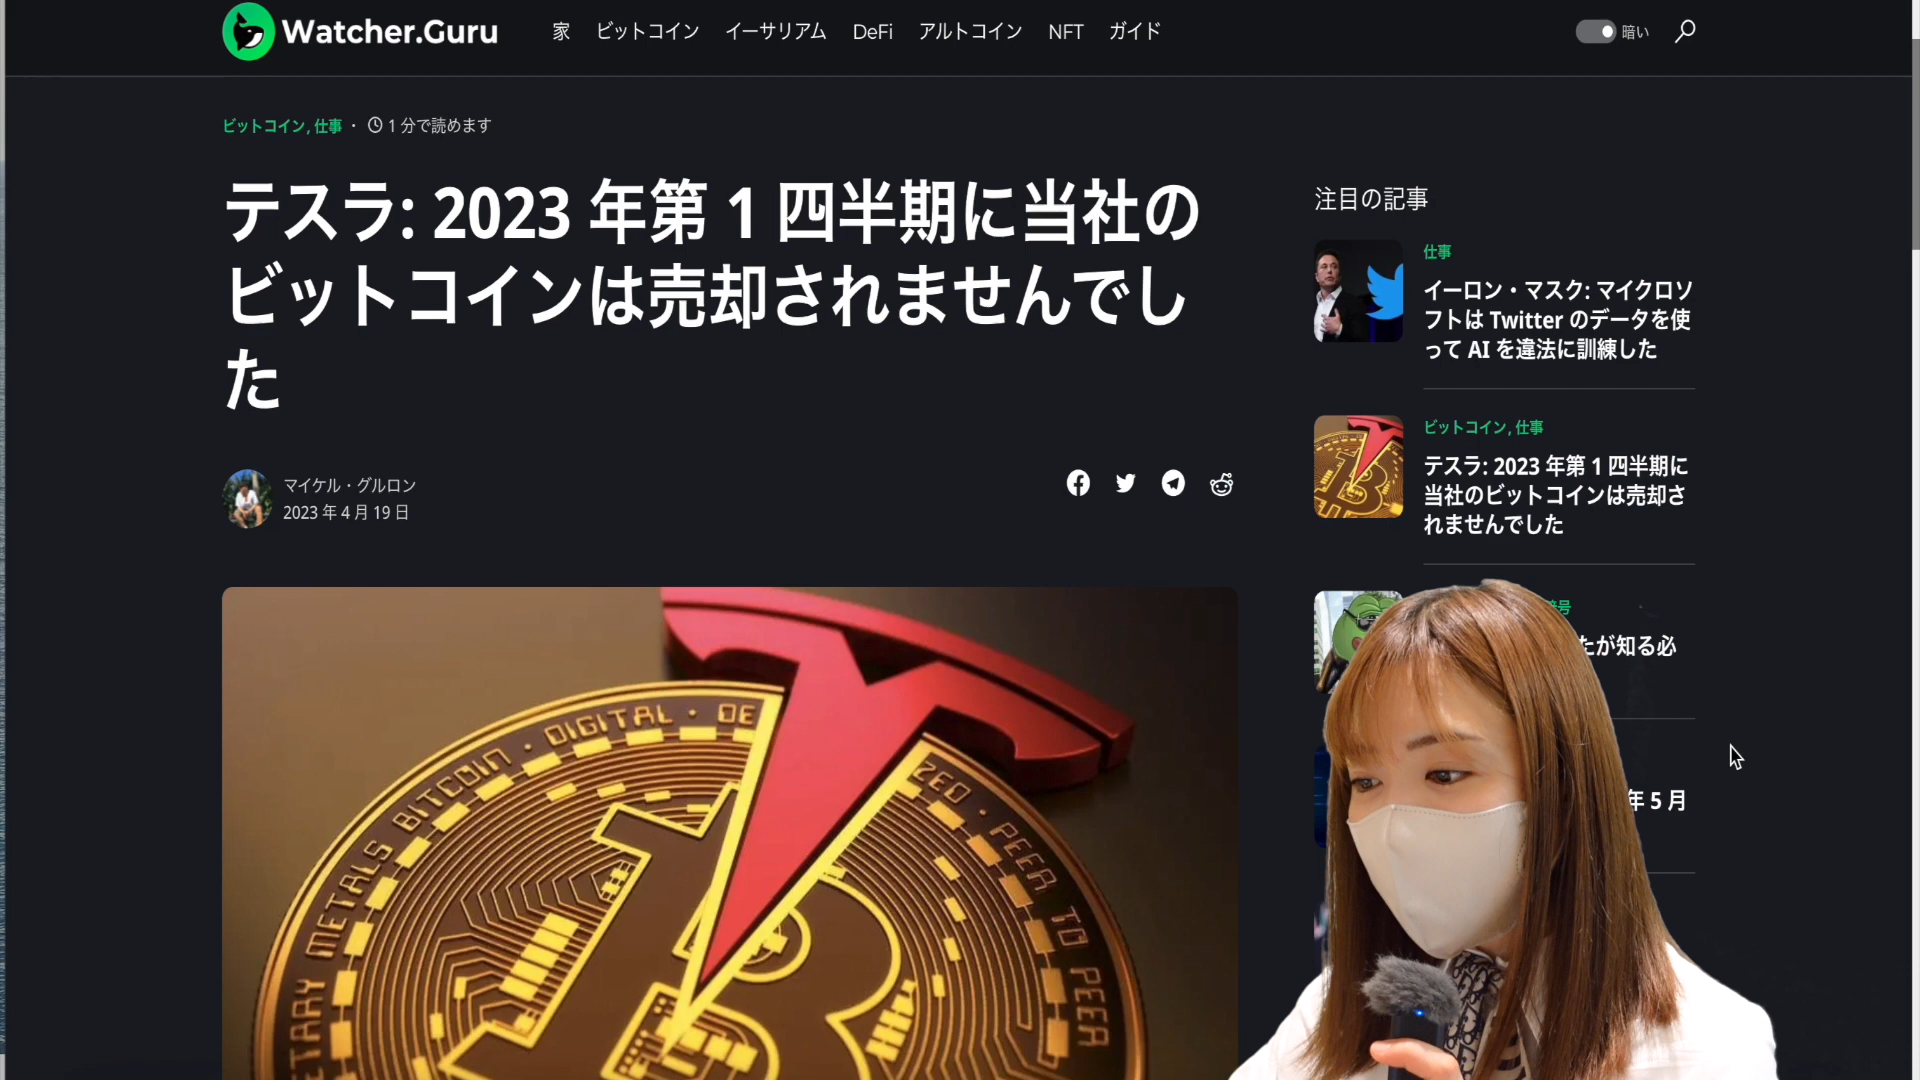 Watcher.Guru
家 ビットコイン イーサリアム DeFi アルトコイン NFT ガイド
暗い
ビットコイン, 仕事 · 1 分で読めます
テスラ: 2023 年第 1 四半期に当社の
ビットコインは売却されませんでし
た
マイケル・グルロン
2023 年 4 月 19 日
注目の記事
仕事
イーロン・マスク: マイクロソ
フトは Twitter のデータを使
って AI を違法に訓練した
ビットコイン, 仕事
テスラ: 2023 年第 1 四半期に
当社のビットコインは売却さ
れませんでした
暗号
たが知る必
年 5 月
TARY METALS BITCOIN · DIGITAL · DE
ZED · PEER TO PEER